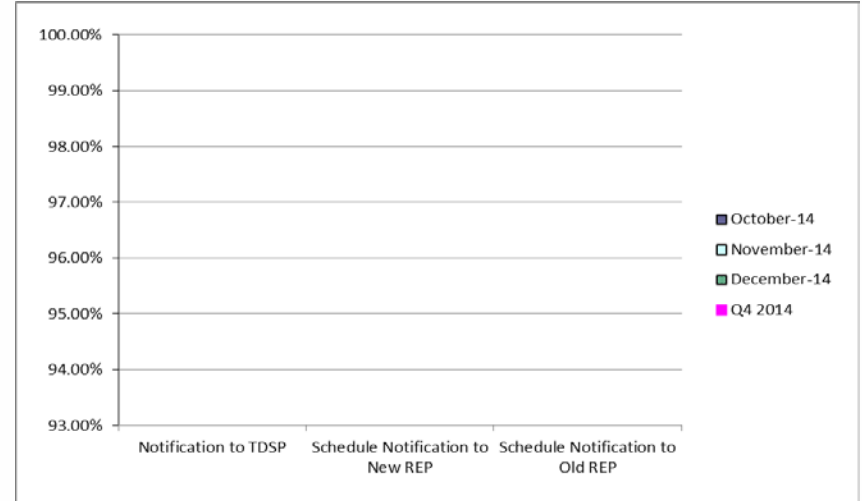 100.00%
99.00%
98.00%
97.00%
96.00%
95.00%
94.00%
93.00%
Notification to TDSP
Schedule Notification to
New REP
Schedule Notification to
Old REP
October-14
November-14
December-14
Q4 2014